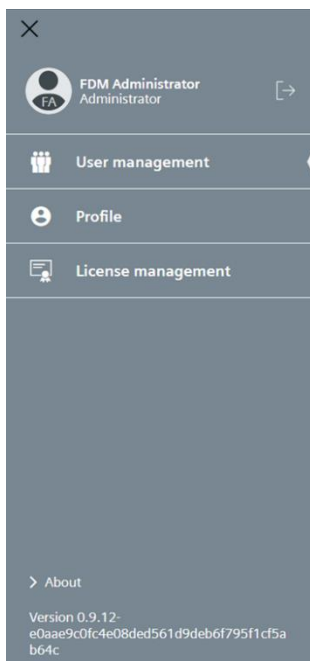 FDM Administrator
Administrator
FA
User management
Profile
License management
About
Version 0.9.12-
e0aae9c0fc4e08ded561d9deb6f795f1cf5a
b64c